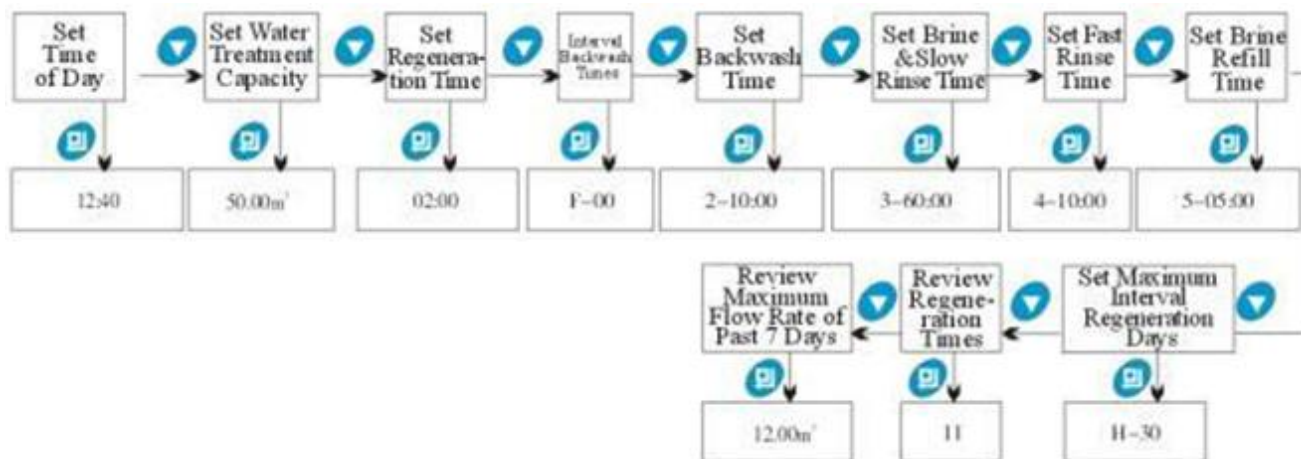 Set
Time
of Day
Set Water
Treatment
Capacity
Set
Regenera-
tion Time
Interval
Backwash
Times
Set
Backwash
Time
Set Brine
&Slow
Rinse Time
Set Fast
Rinse
Time
Set Brine
Refill
Time
12:40
50.00m³
02:00
F-00
2-10:00
3-60:00
4-10:00
5-05:00
Review
Maximum
Flow Rate of
Past 7 Days
Review
Regene-
ration
Times
Set Maximum
Interval
Regeneration
Days
12.00m³
11
H-30